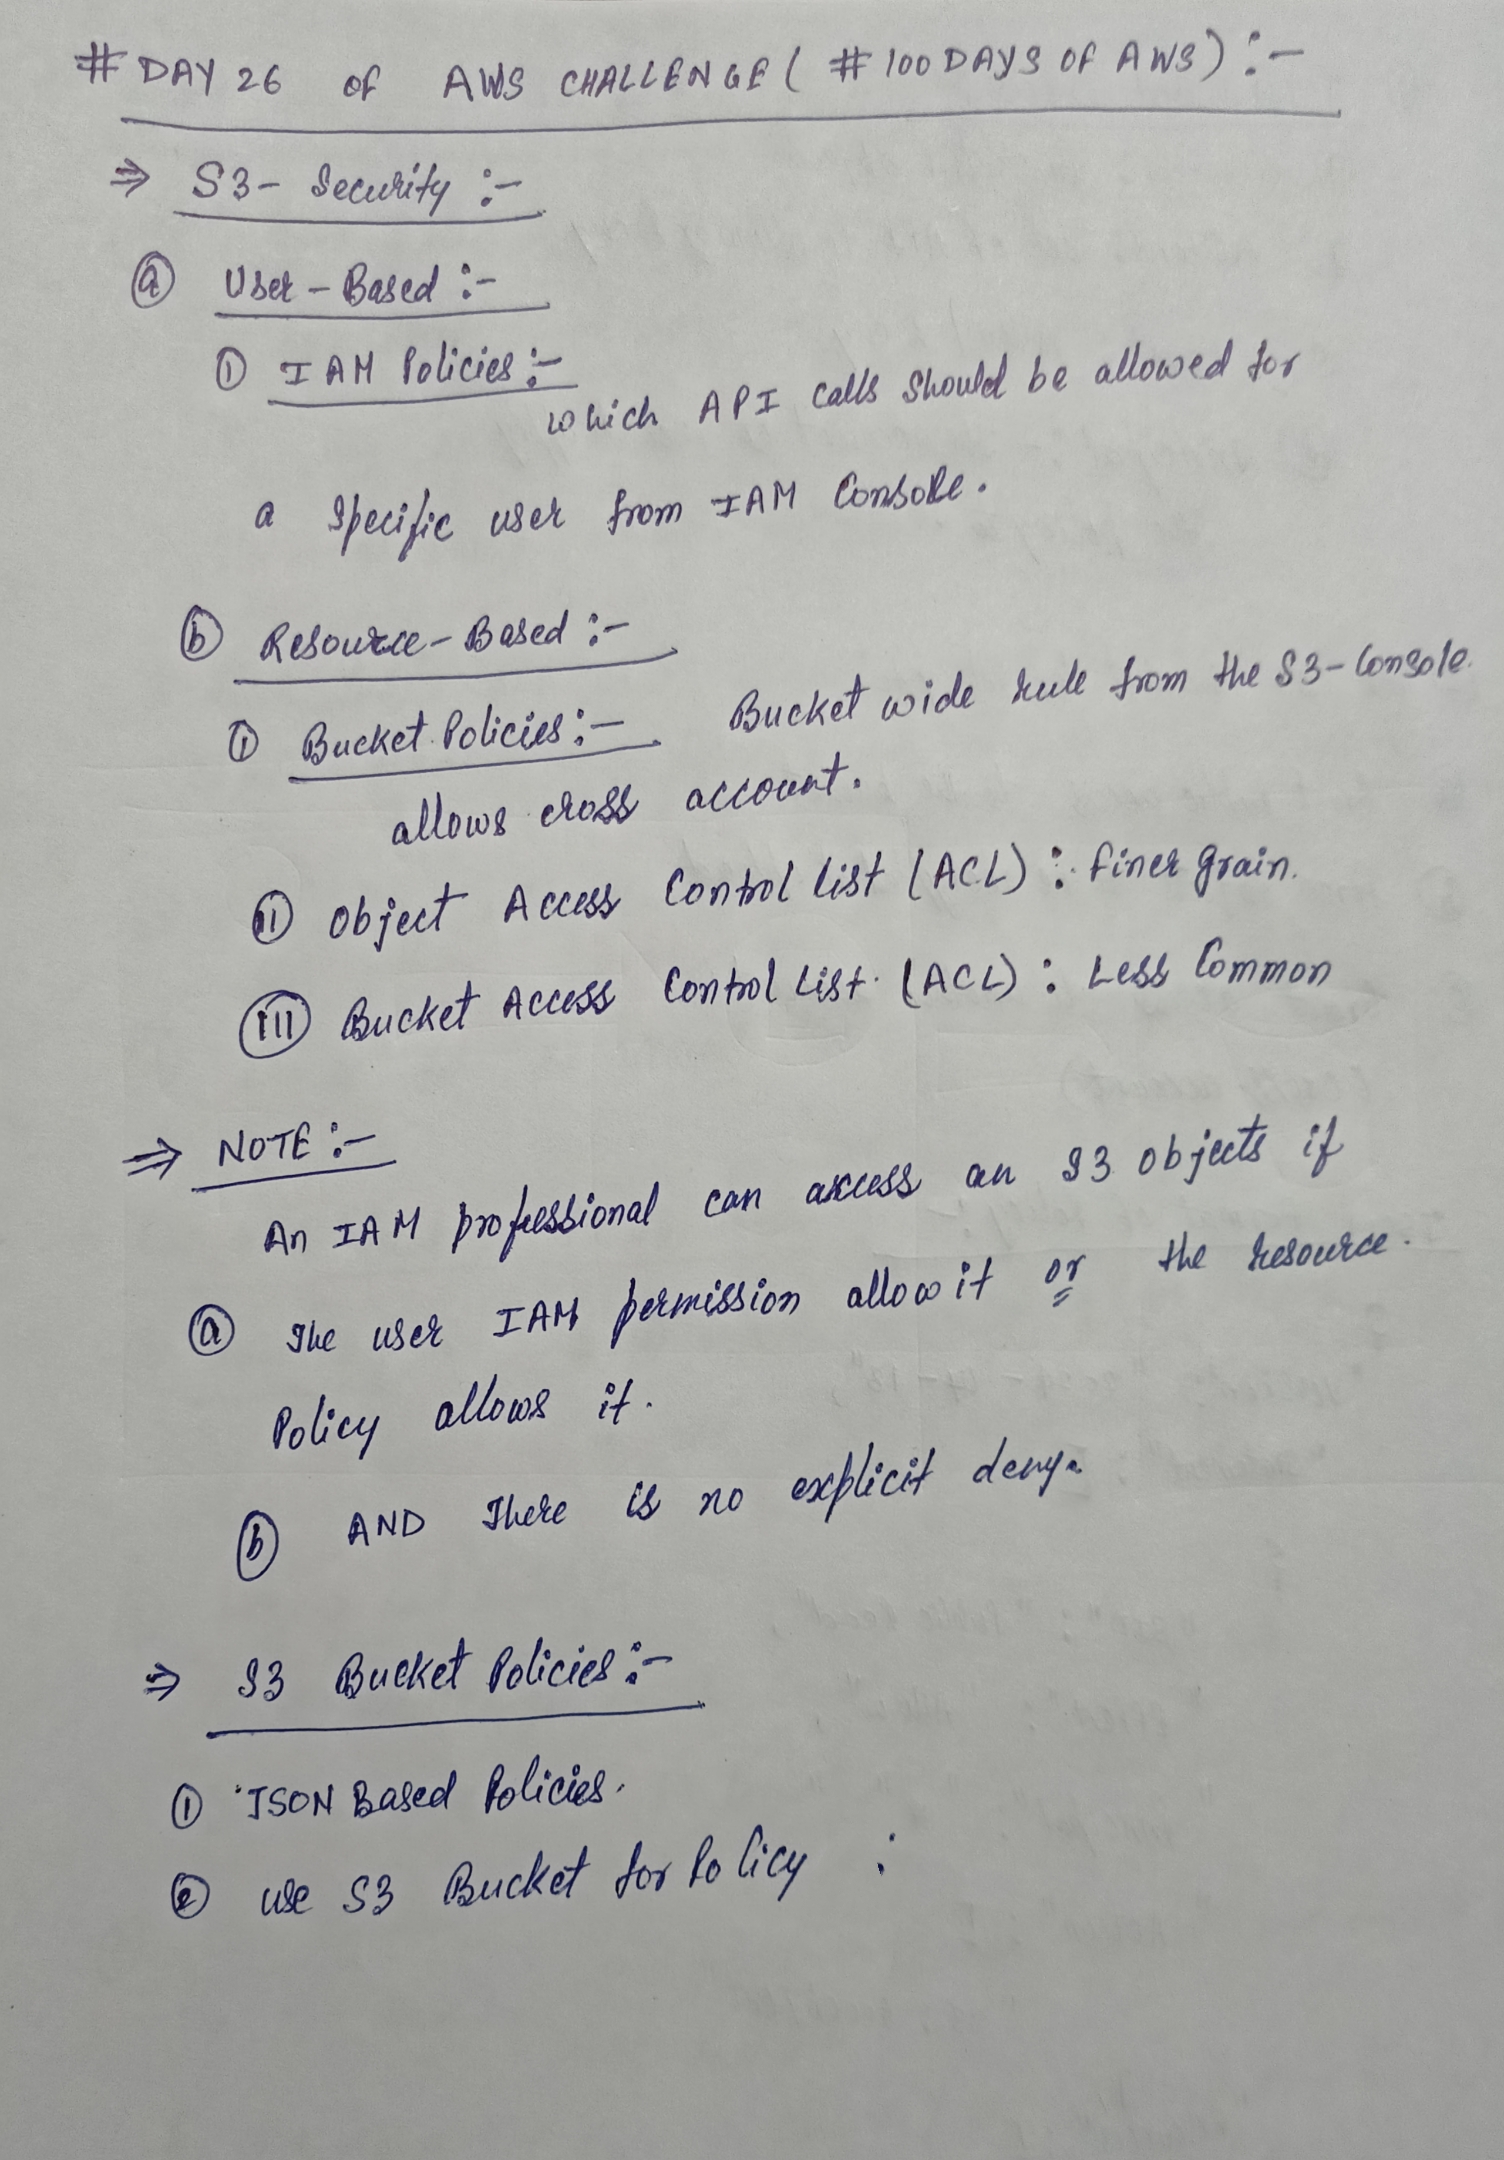 # DAY 26 of AWS CHALLENGE ( # 100 DAYS OF AWS) :-
⇒ S3- Security :-
ⓐ User - Based :-
① IAM Policies :-
which API calls should be allowed for
a specific user from IAM Console.
ⓑ Resource - Based :-
ⓘ Bucket Policies :- Bucket wide rule from the S3-Console.
allows cross account.
ⓘⓘ Object Access Control list (ACL) : finer grain.
ⓘⓘⓘ Bucket Access Control List. (ACL) : Less Common
⇒ NOTE :-
An IAM professional can access an S3 objects if
ⓐ The user IAM permission allow it or the resource.
Policy allows it.
ⓑ AND There is no explicit deny.
⇒ S3 Bucket Policies :-
① JSON Based Policies.
② use S3 Bucket for Policy :